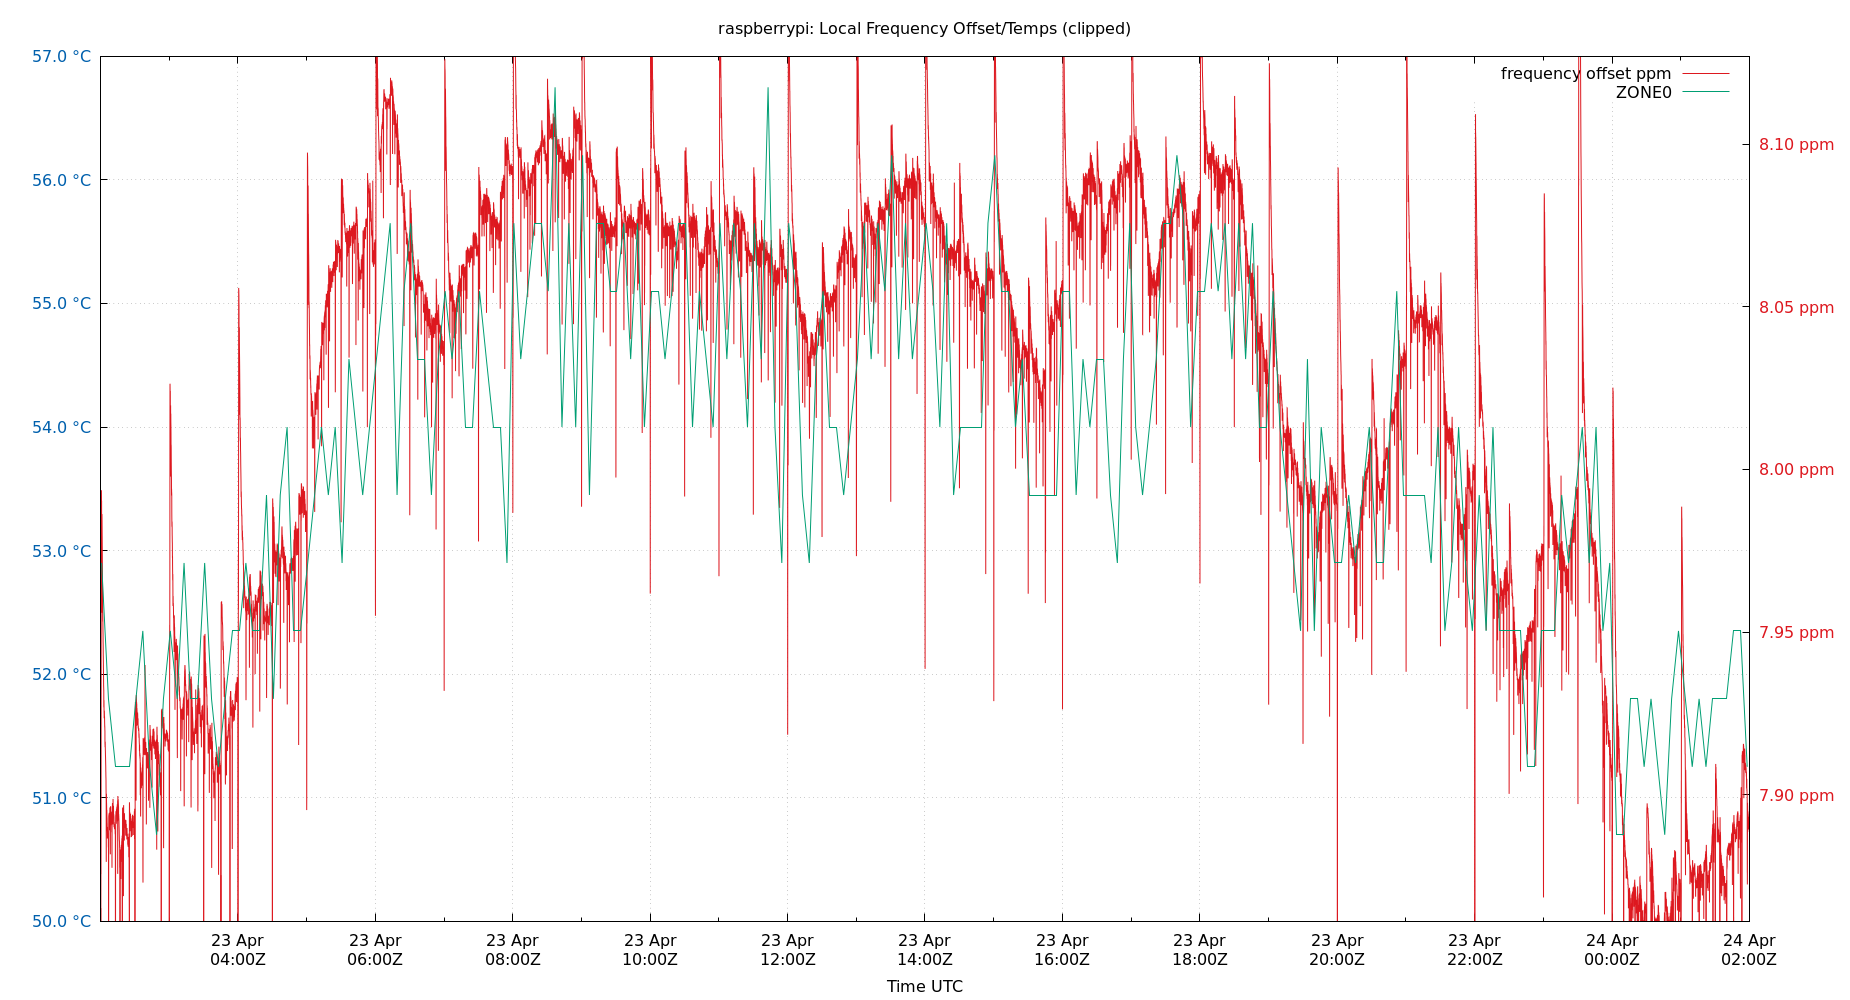 raspberrypi: Local Frequency Offset/Temps (clipped)
frequency offset ppm
ZONE0
57.0 °C
56.0 °C
55.0 °C
54.0 °C
53.0 °C
52.0 °C
51.0 °C
50.0 °C
8.10 ppm
8.05 ppm
8.00 ppm
7.95 ppm
7.90 ppm
23 Apr
04:00Z
23 Apr
06:00Z
23 Apr
08:00Z
23 Apr
10:00Z
23 Apr
12:00Z
23 Apr
14:00Z
23 Apr
16:00Z
23 Apr
18:00Z
23 Apr
20:00Z
23 Apr
22:00Z
24 Apr
00:00Z
24 Apr
02:00Z
Time UTC